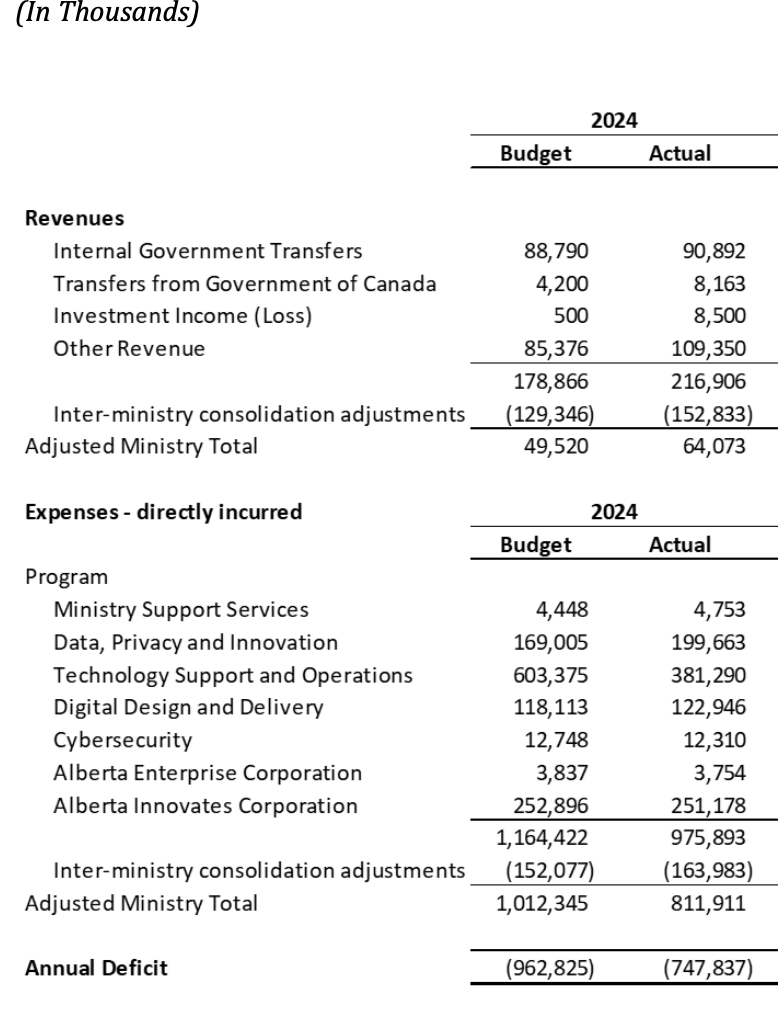 (In Thousands)
2024
Budget Actual
Revenues
Internal Government Transfers 88,790 90,892
Transfers from Government of Canada 4,200 8,163
Investment Income (Loss) 500 8,500
Other Revenue 85,376 109,350
178,866 216,906
Inter-ministry consolidation adjustments (129,346) (152,833)
Adjusted Ministry Total 49,520 64,073
Expenses - directly incurred 2024
Budget Actual
Program
Ministry Support Services 4,448 4,753
Data, Privacy and Innovation 169,005 199,663
Technology Support and Operations 603,375 381,290
Digital Design and Delivery 118,113 122,946
Cybersecurity 12,748 12,310
Alberta Enterprise Corporation 3,837 3,754
Alberta Innovates Corporation 252,896 251,178
1,164,422 975,893
Inter-ministry consolidation adjustments (152,077) (163,983)
Adjusted Ministry Total 1,012,345 811,911
Annual Deficit (962,825) (747,837)